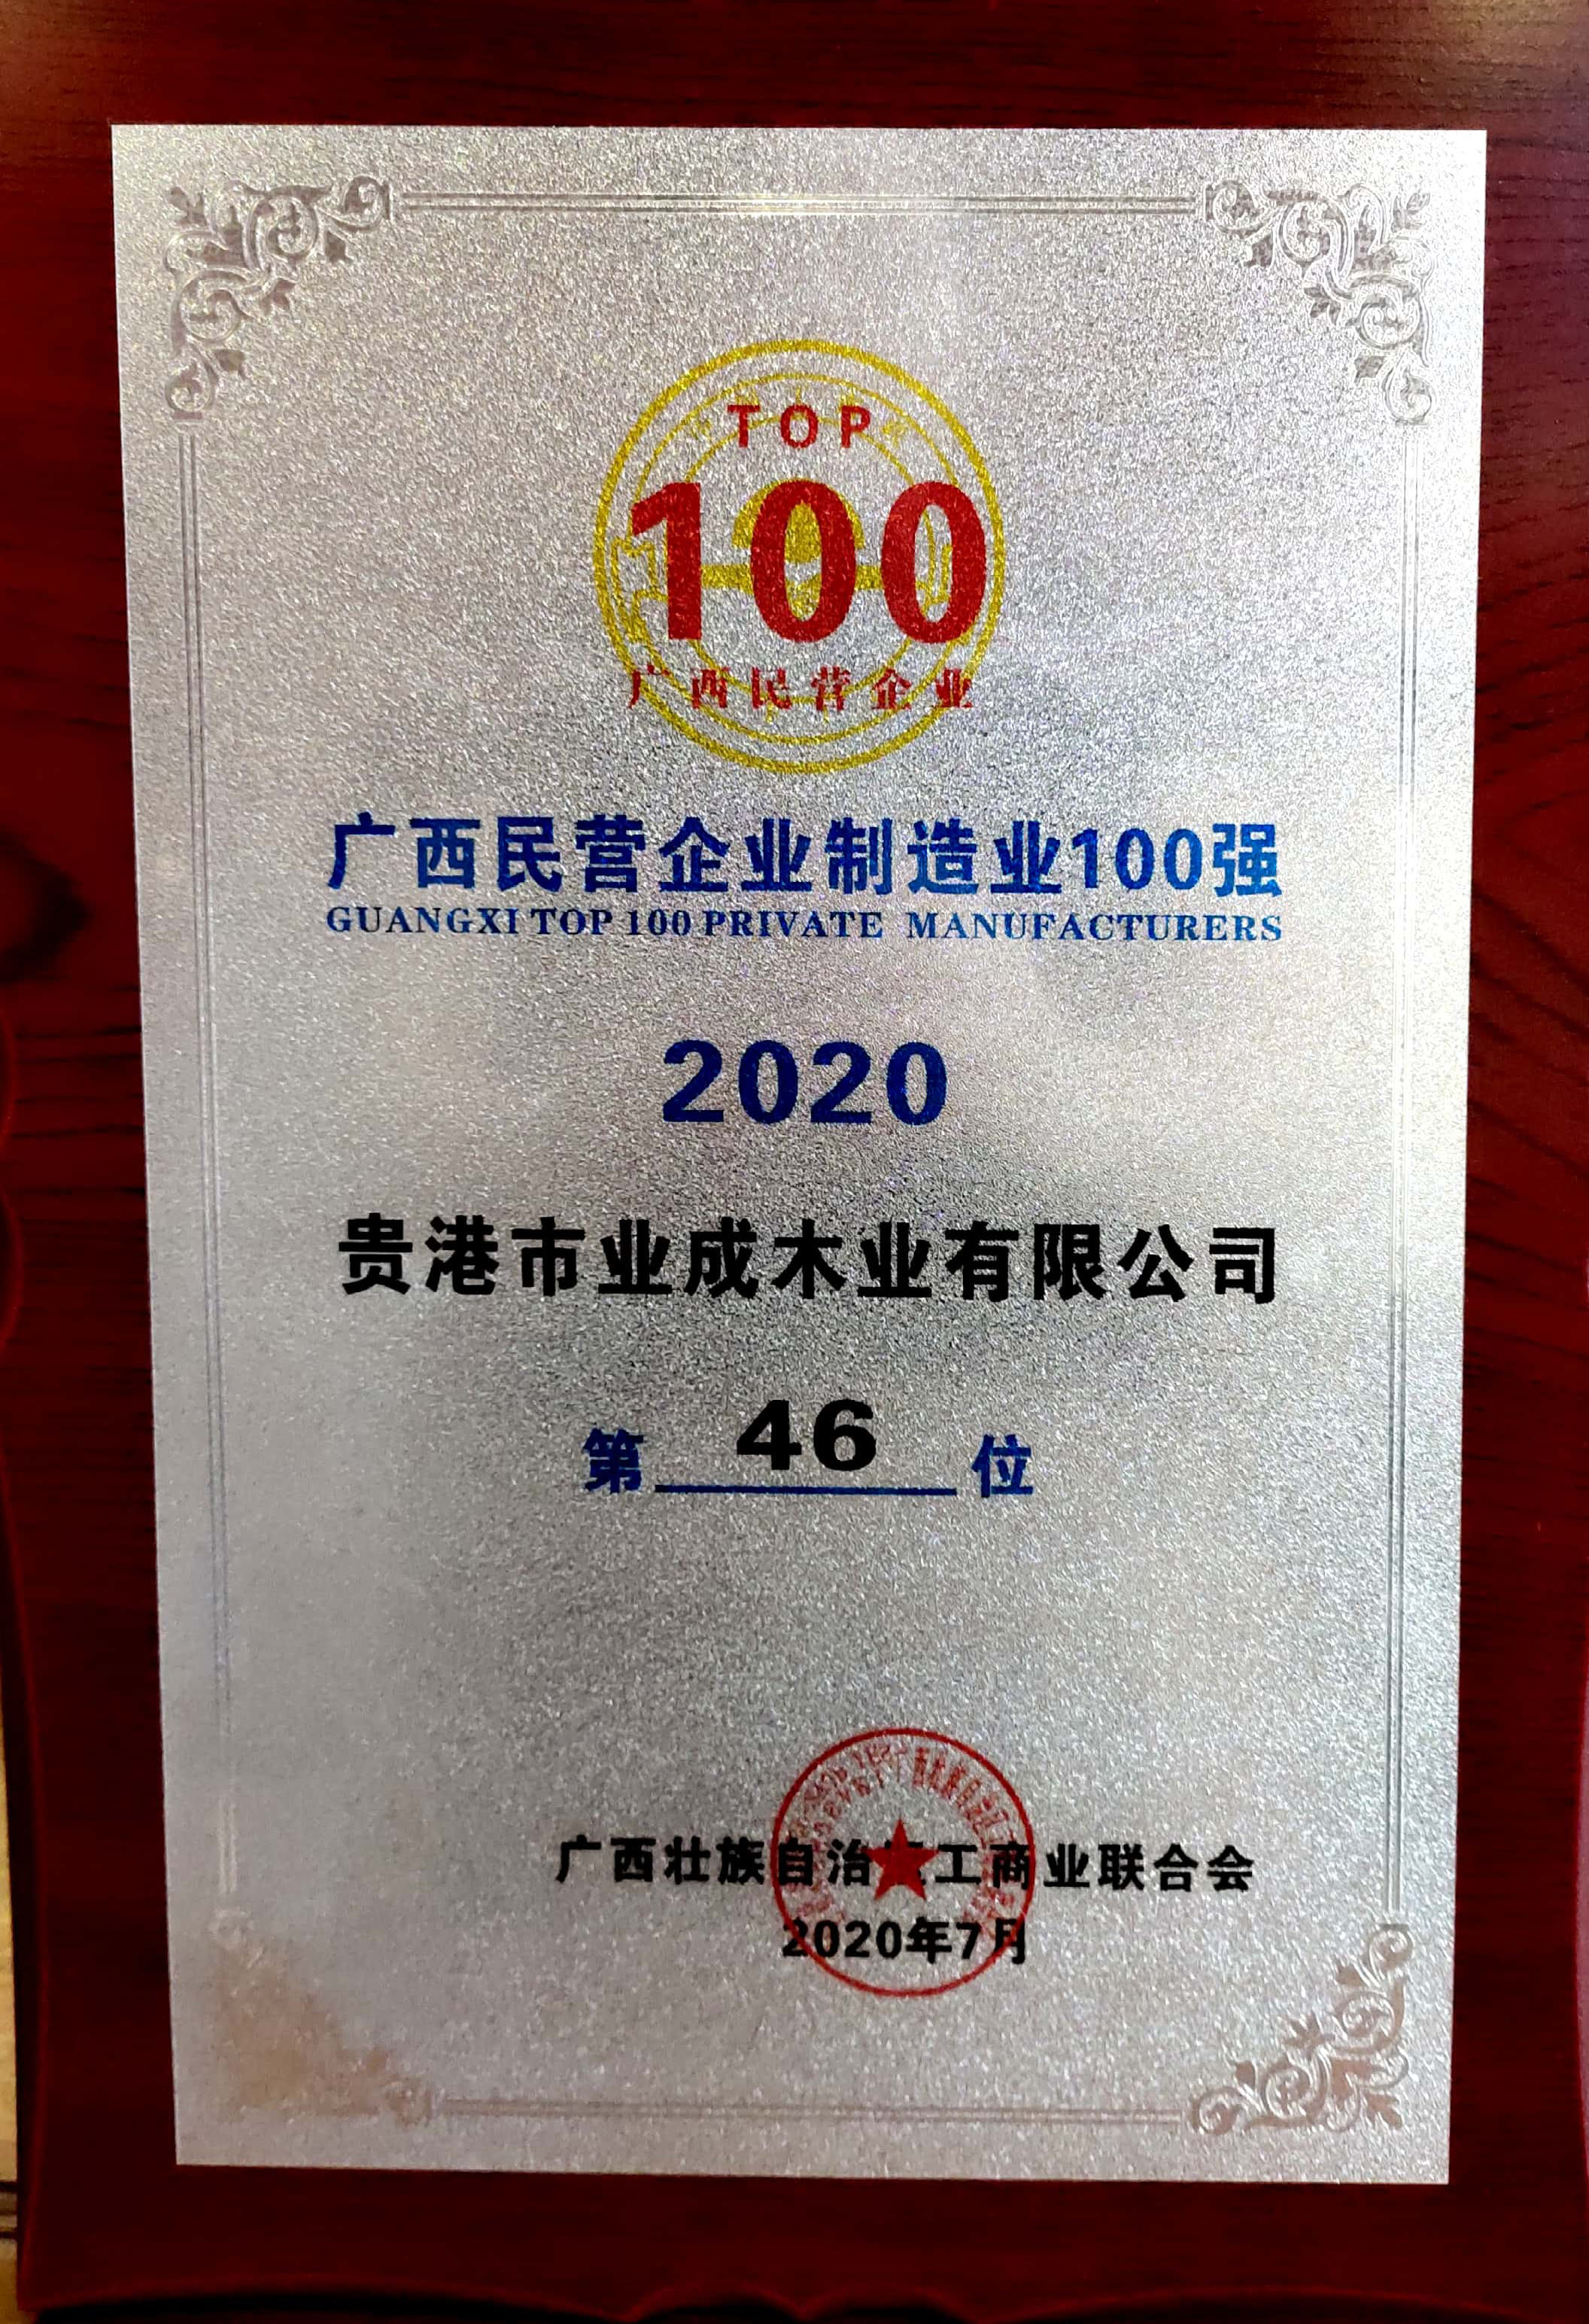 TOP
100
广西民营企业
广西民营企业制造业100强
GUANGXI TOP 100 PRIVATE MANUFACTURERS
2020
贵港市业成木业有限公司
第 46 位
广西壮族自治区工商业联合会
2020年7月